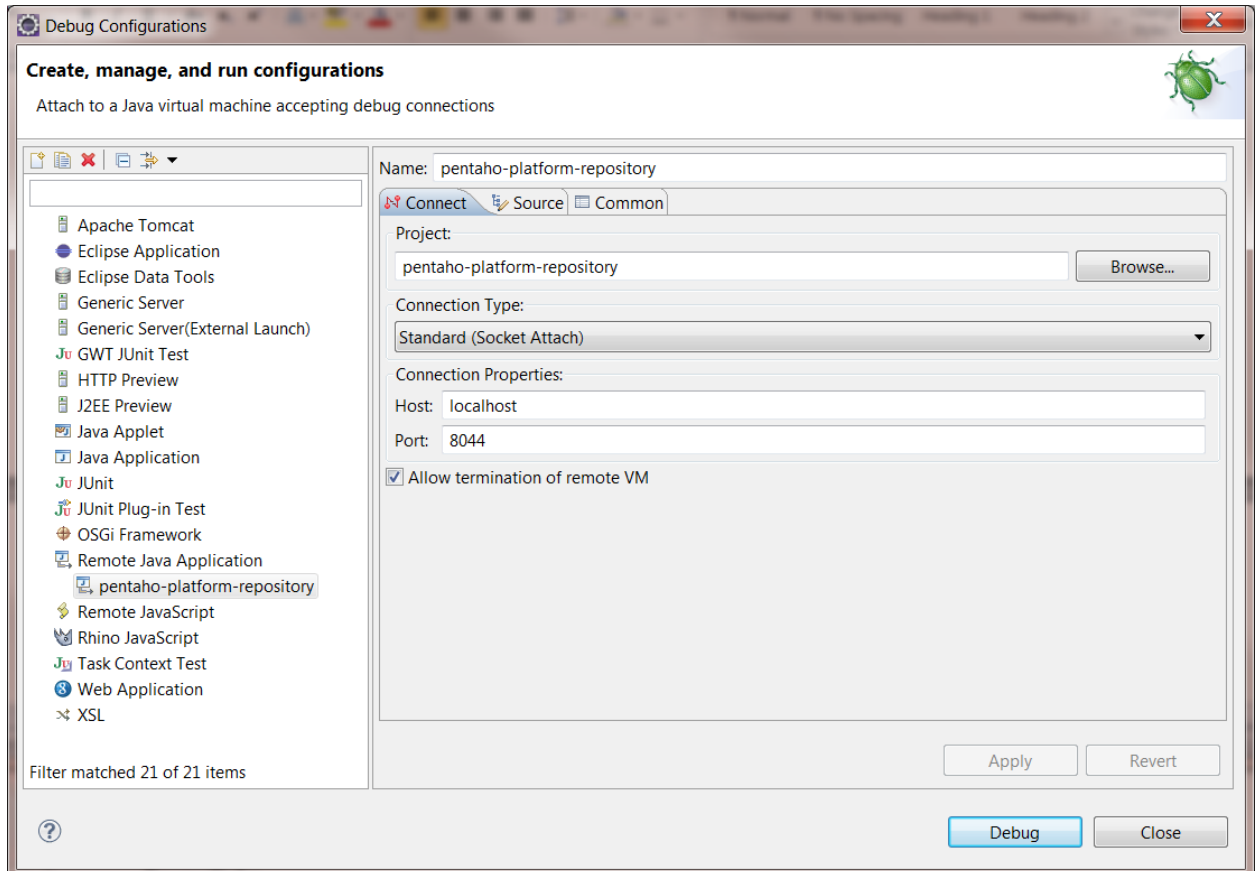 Debug Configurations
Create, manage, and run configurations
Attach to a Java virtual machine accepting debug connections
Apache Tomcat
Eclipse Application
Eclipse Data Tools
Generic Server
Generic Server(External Launch)
Ju GWT JUnit Test
HTTP Preview
J2EE Preview
Java Applet
Java Application
Ju JUnit
JUnit Plug-in Test
OSGi Framework
Remote Java Application
pentaho-platform-repository
Remote JavaScript
Rhino JavaScript
Task Context Test
Web Application
XSL
Filter matched 21 of 21 items
Name: pentaho-platform-repository
Connect Source Common
Project:
pentaho-platform-repository Browse...
Connection Type:
Standard (Socket Attach)
Connection Properties:
Host: localhost
Port: 8044
Allow termination of remote VM
Apply Revert
? Debug Close